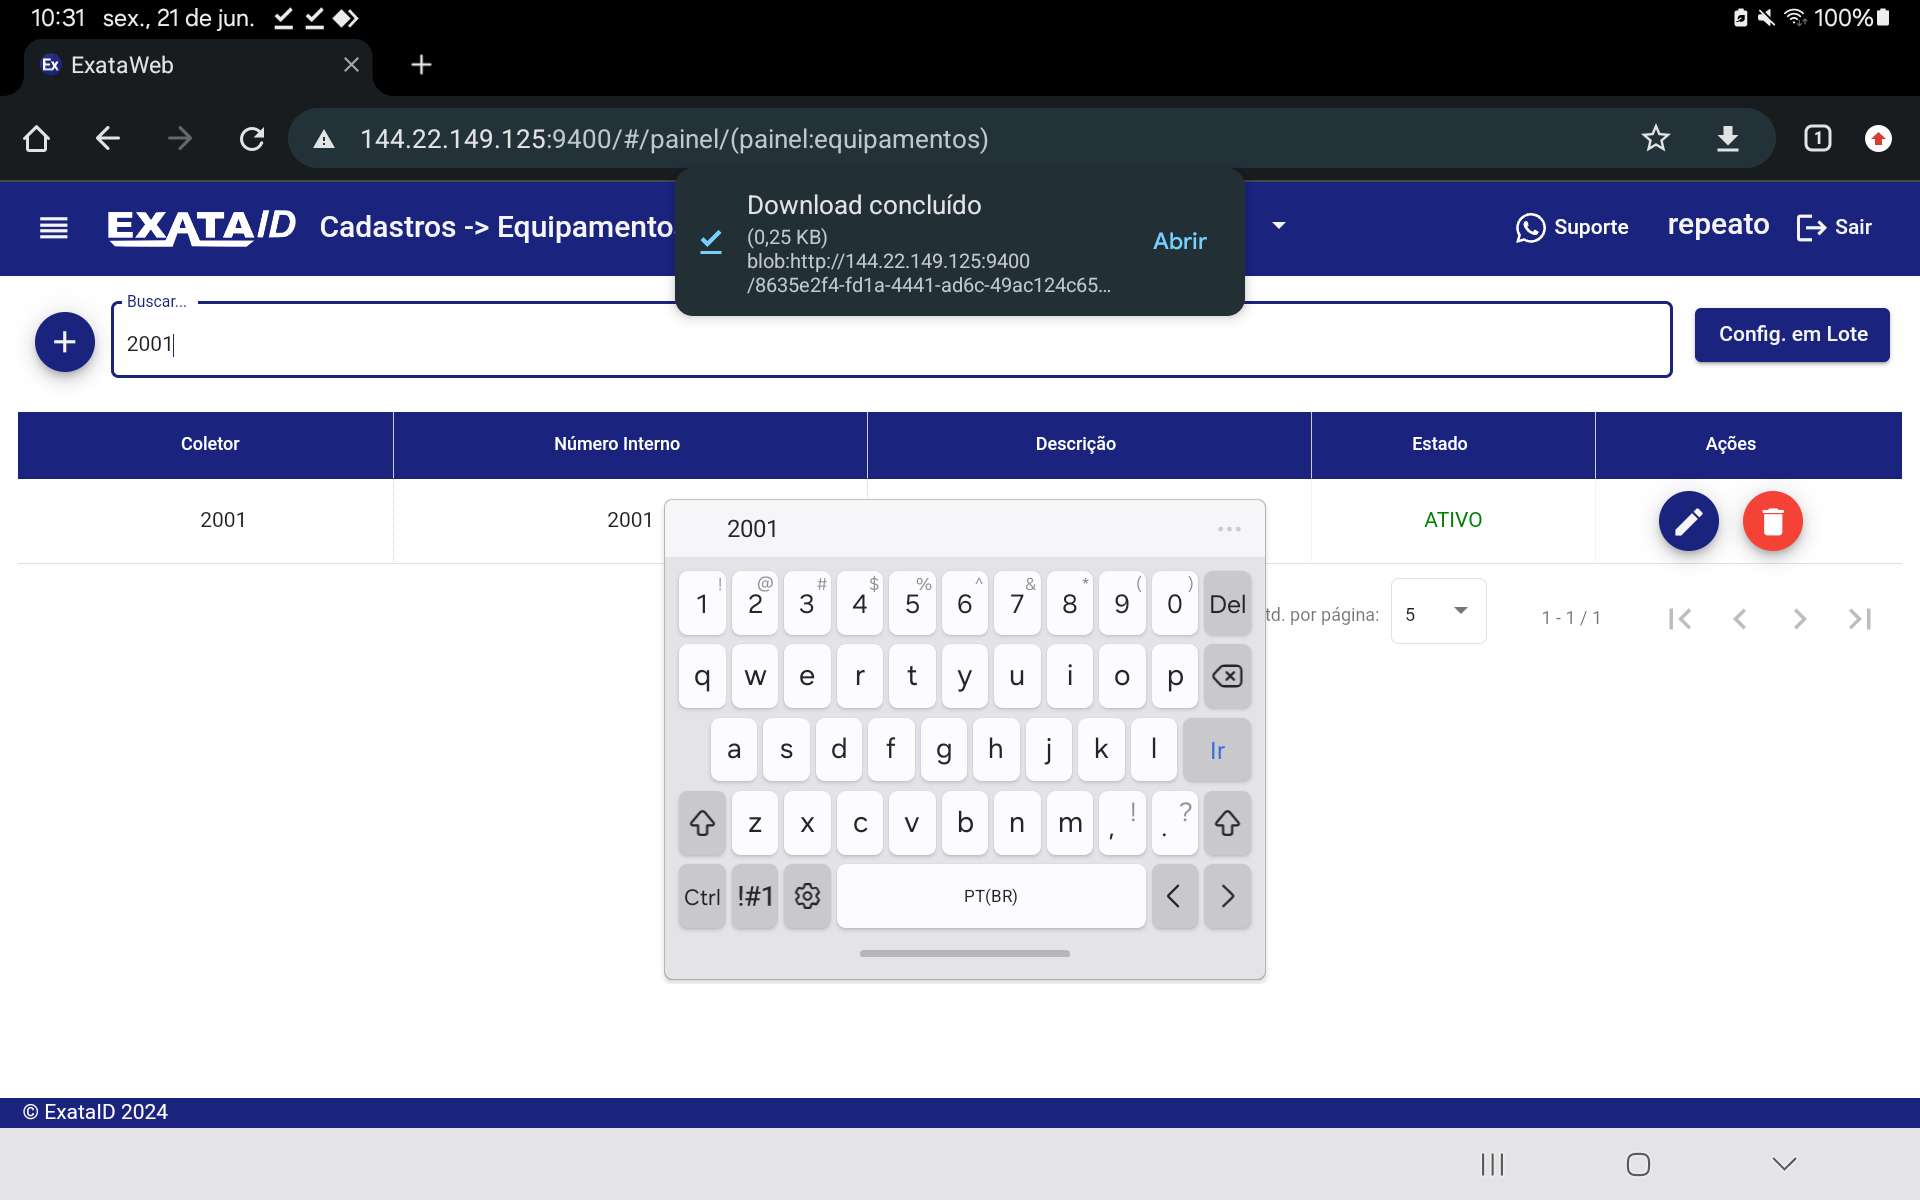 10:31 sex., 21 de jun. 100%
Ex ExataWeb
144.22.149.125:9400/#/painel/(painel:equipamentos) 1
Download concluído
(0,25 KB)
blob:http://144.22.149.125:9400
/8635e2f4-fd1a-4441-ad6c-49ac124c65...
Abrir
EXATAID Cadastros -> Equipamento Suporte repeato Sair
Buscar...
2001
Config. em Lote
Coletor Número Interno Descrição Estado Ações
2001 2001 ATIVO
td. por página: 5 1 - 1 / 1
2001 ...
! @ # $ % ^ & * ( )
1 2 3 4 5 6 7 8 9 0 Del
q w e r t y u i o p
a s d f g h j k l Ir
z x c v b n m , ! . ?
Ctrl !#1 PT(BR) < >
© ExataID 2024